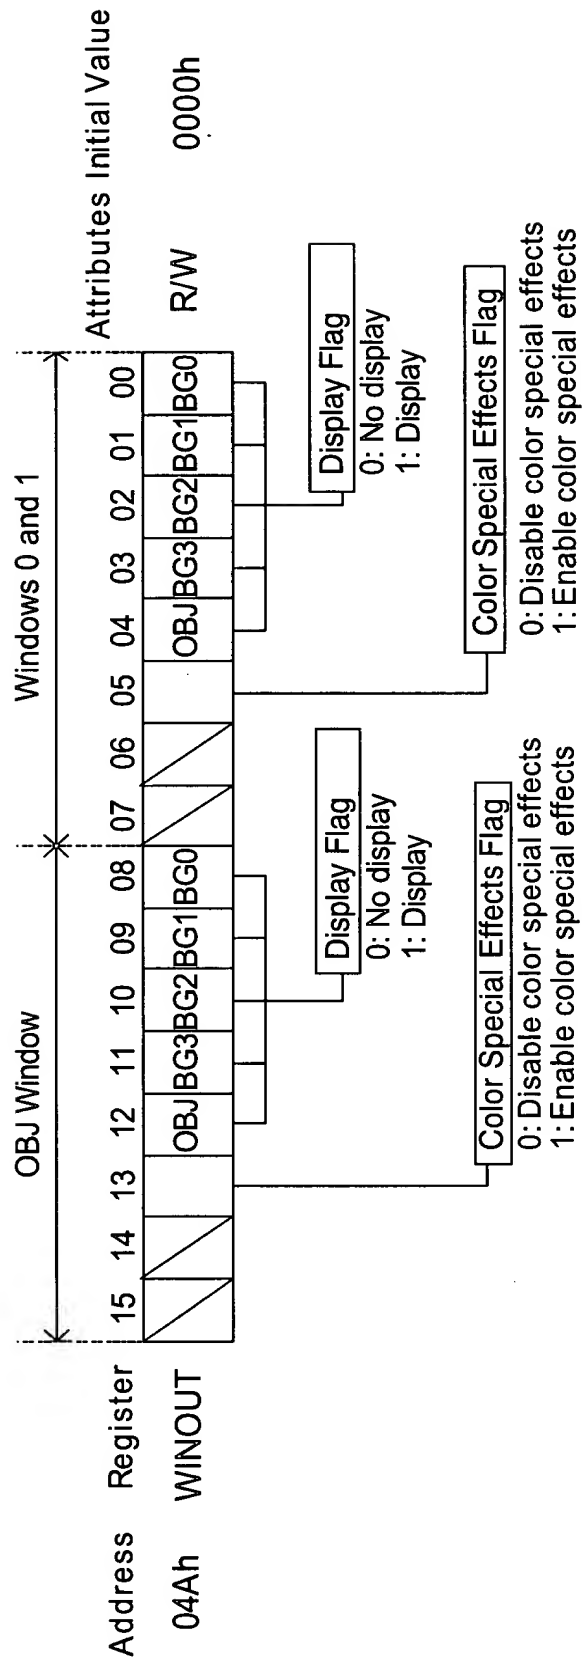 OBJ Window
Windows 0 and 1
Address Register 15 14 13 12 11 10 09 08 07 06 05 04 03 02 01 00 Attributes Initial Value
04Ah WINOUT OBJ BG3 BG2 BG1 BG0 OBJ BG3 BG2 BG1 BG0 R/W 0000h
Display Flag
0: No display
1: Display
Display Flag
0: No display
1: Display
Color Special Effects Flag
0: Disable color special effects
1: Enable color special effects
Color Special Effects Flag
0: Disable color special effects
1: Enable color special effects